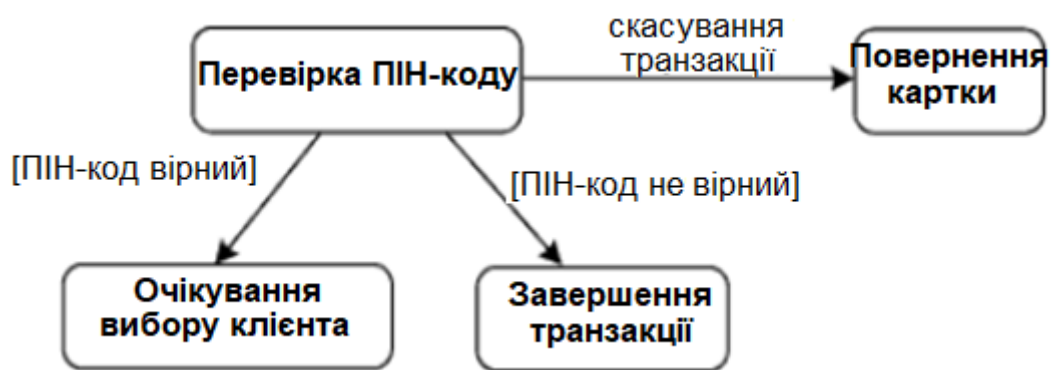 скасування
транзакції
Перевірка ПІН-коду
Повернення
картки
[ПІН-код вірний]
[ПІН-код не вірний]
Очікування
вибору клієнта
Завершення
транзакції